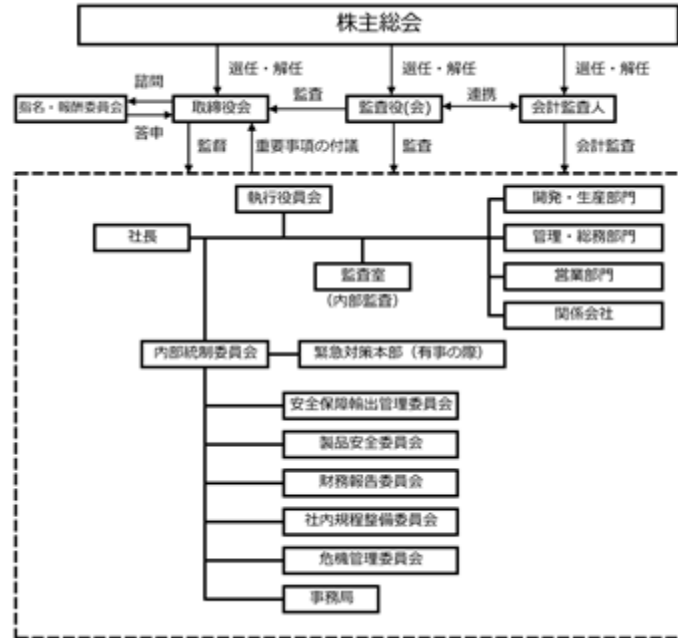 株主総会
選任・解任
選任・解任
選任・解任
諮問
監査
連携
指名・報酬委員会
取締役会
監査役(会)
会計監査人
答申
監督
重要事項の付議
監査
会計監査
執行役員会
開発・生産部門
社長
管理・総務部門
監査室
(内部監査)
営業部門
関係会社
内部統制委員会
緊急対策本部(有事の際)
安全保障輸出管理委員会
製品安全委員会
財務報告委員会
社内規程整備委員会
危機管理委員会
事務局